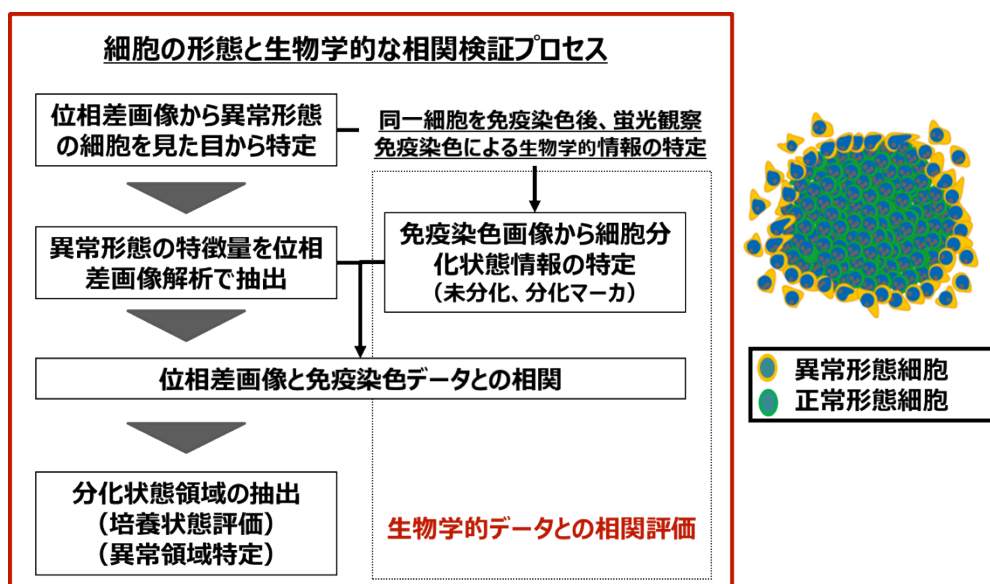 細胞の形態と生物学的な相関検証プロセス
位相差画像から異常形態
の細胞を見た目から特定
同一細胞を免疫染色後、蛍光観察
免疫染色による生物学的情報の特定
異常形態の特徴量を位相
差画像解析で抽出
免疫染色画像から細胞分
化状態情報の特定
（未分化、分化マーカ）
位相差画像と免疫染色データとの相関
分化状態領域の抽出
（培養状態評価）
（異常領域特定）
生物学的データとの相関評価
異常形態細胞
正常形態細胞